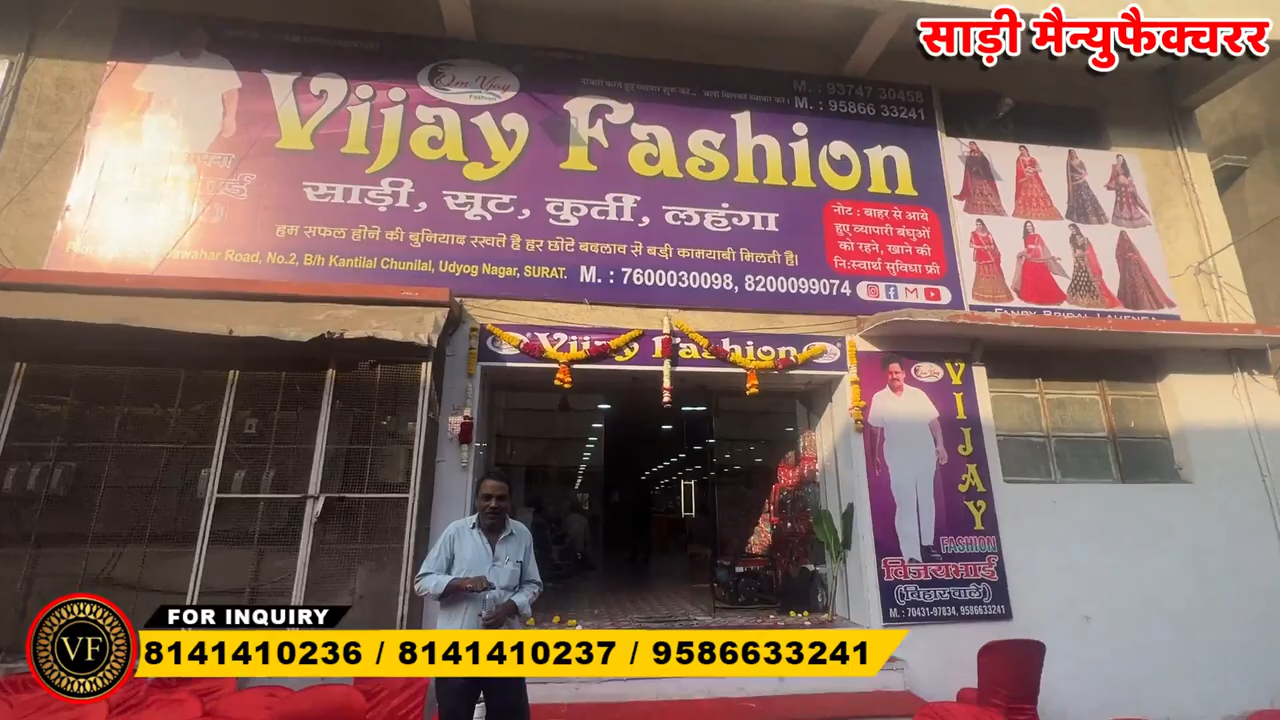 साड़ी मैन्युफैक्चरर
Om Vijay
Fashion
M. : 93747 30458
M. : 9586 33241
Vijay Fashion
साड़ी, सूट, कुर्ती, लहंगा
हम सफल होने की बुनियाद रखते है हर छोटे बदलाव से बड़ी कामयाबी मिलती है।
Road, No.2, B/h Kantilal Chunilal, Udyog Nagar, SURAT.
M. : 7600030098, 8200099074
नोट : बाहर से आये
हुए व्यापारी बंधुओं
को रहने, खाने की
नि:स्वार्थ सुविधा फ्री
अपना
FANCY BRIDAL LAHENGA
Vijay Fashion
VIJAY
FASHION
विजयभाई
(बिहार वाले)
M. : 70431-97834, 9586633241
VF
FOR INQUIRY
8141410236 / 8141410237 / 9586633241